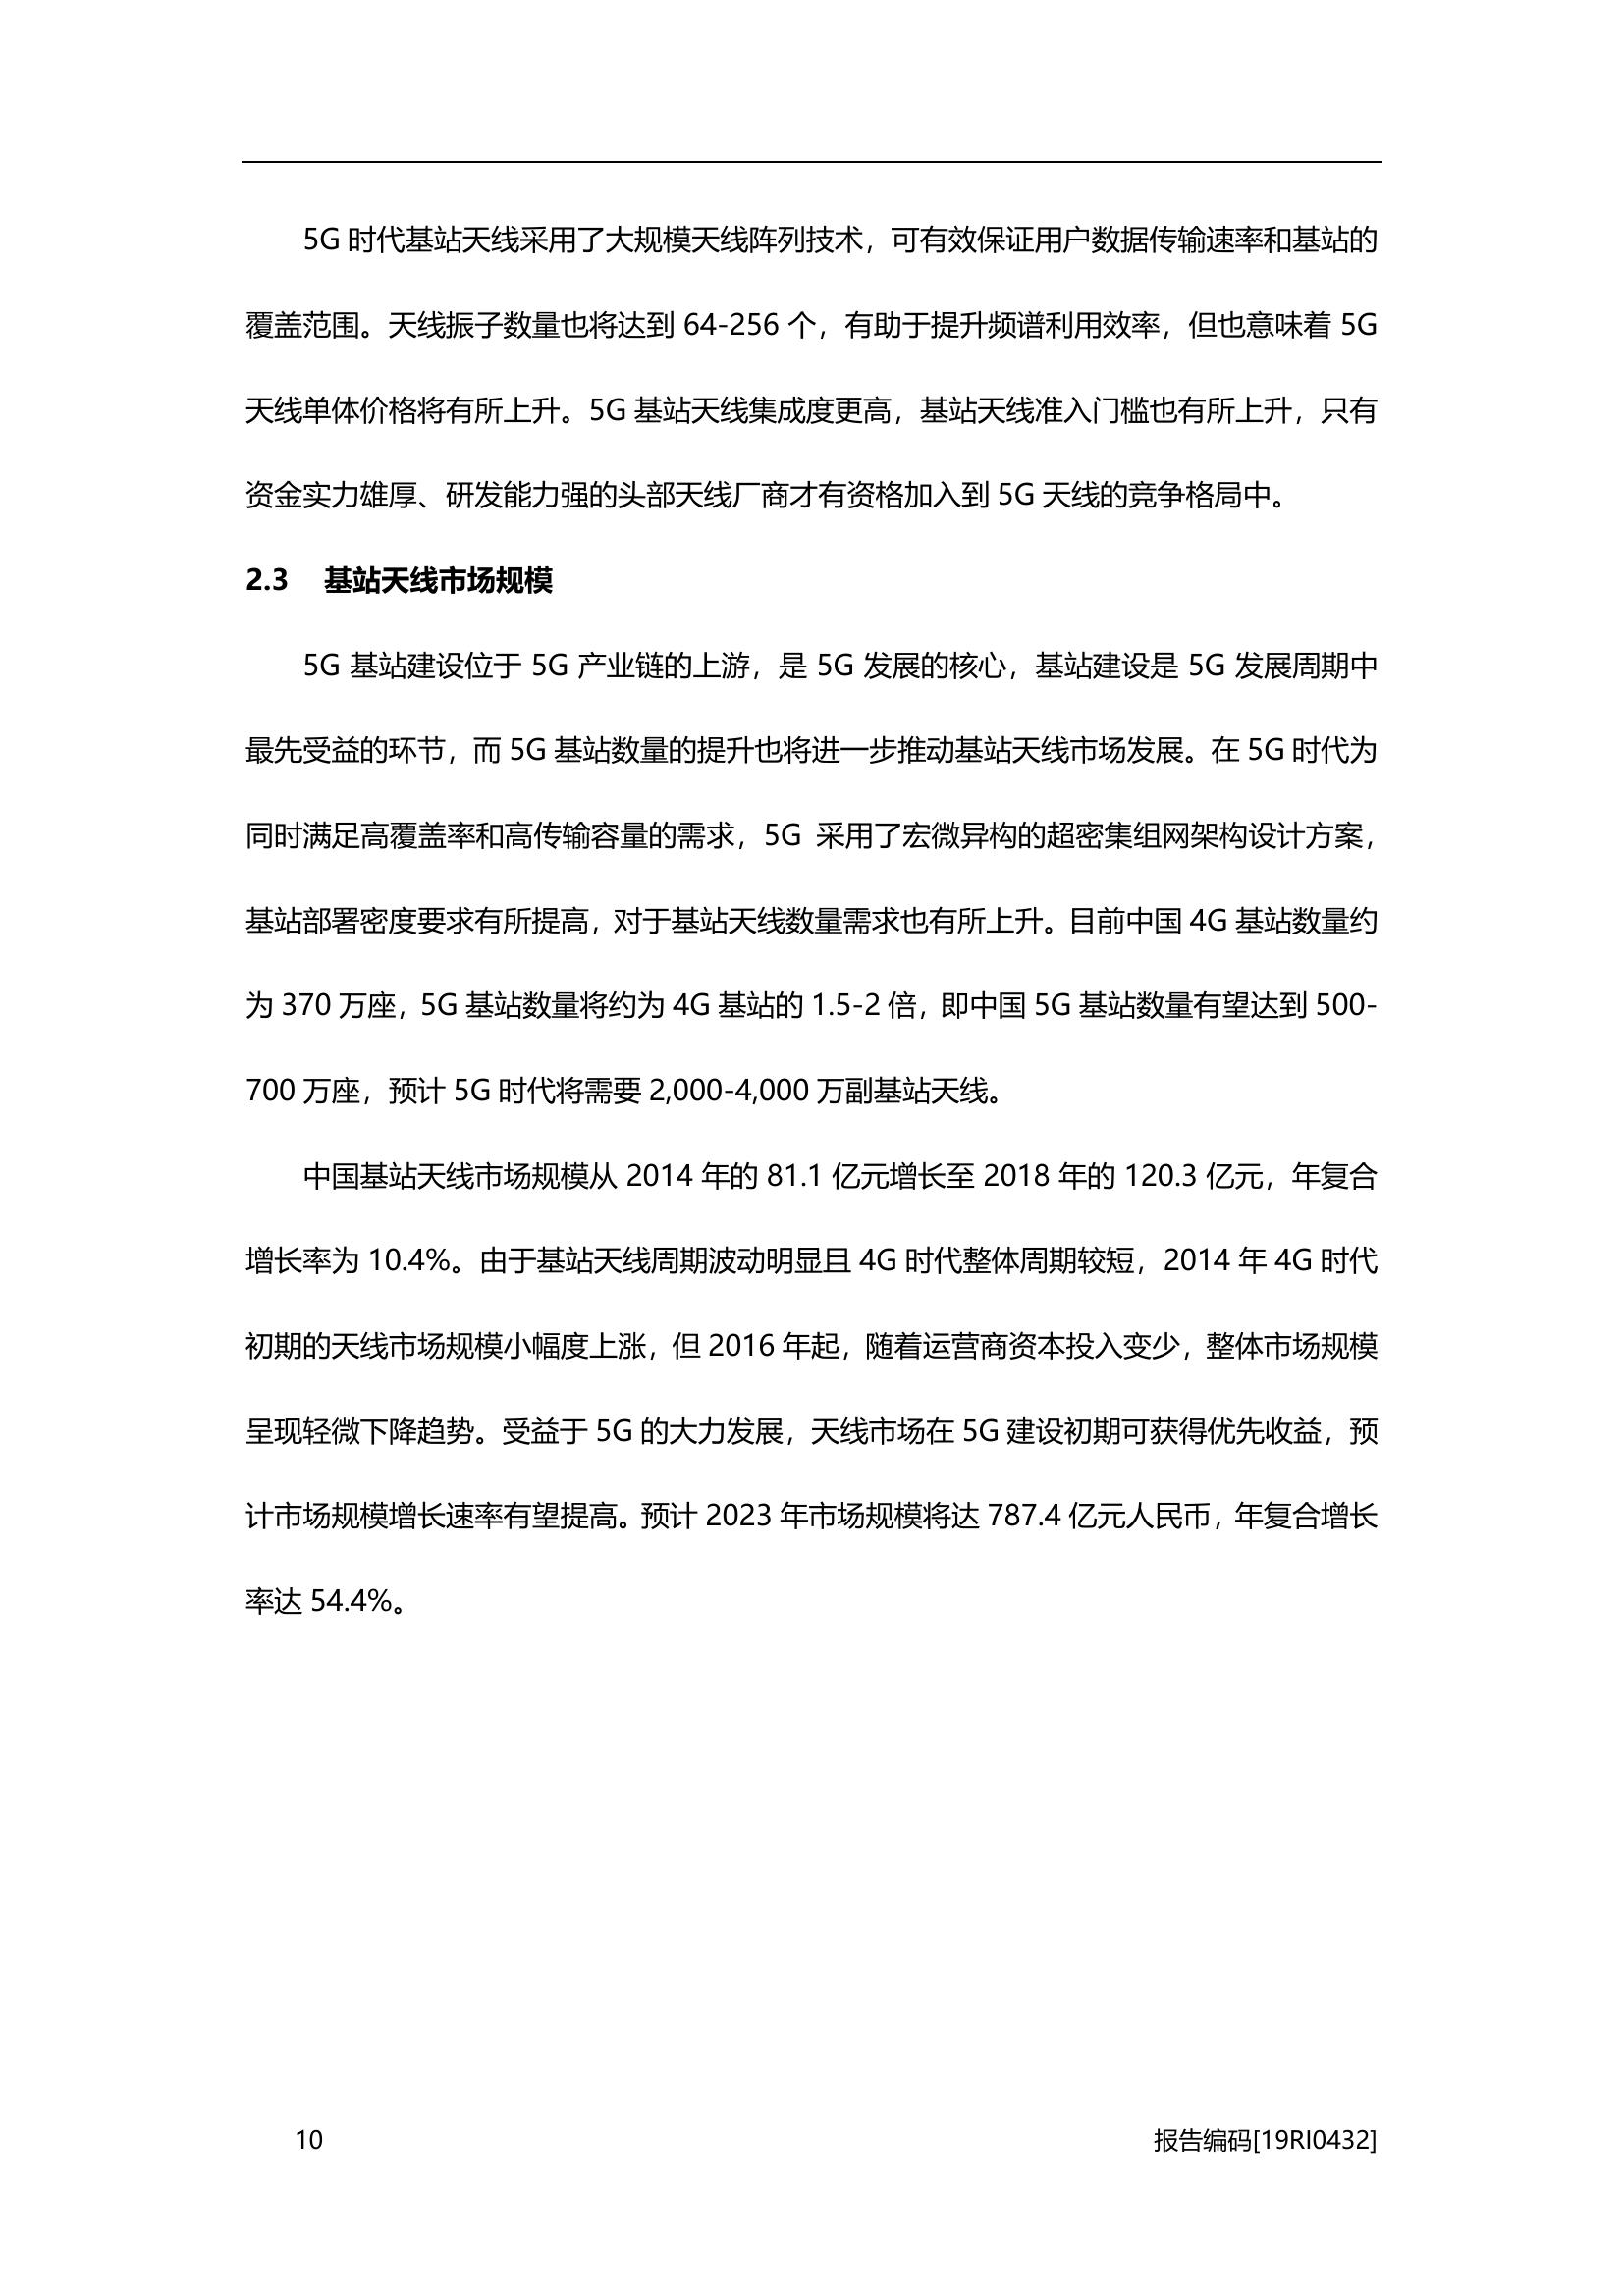 5G 时代基站天线采用了大规模天线阵列技术，可有效保证用户数据传输速率和基站的
覆盖范围。天线振子数量也将达到 64-256 个，有助于提升频谱利用效率，但也意味着 5G
天线单体价格将有所上升。5G 基站天线集成度更高，基站天线准入门槛也有所上升，只有
资金实力雄厚、研发能力强的头部天线厂商才有资格加入到 5G 天线的竞争格局中。
2.3 基站天线市场规模
5G 基站建设位于 5G 产业链的上游，是 5G 发展的核心，基站建设是 5G 发展周期中
最先受益的环节，而 5G 基站数量的提升也将进一步推动基站天线市场发展。在 5G 时代为
同时满足高覆盖率和高传输容量的需求，5G 采用了宏微异构的超密集组网架构设计方案，
基站部署密度要求有所提高，对于基站天线数量需求也有所上升。目前中国 4G 基站数量约
为 370 万座，5G 基站数量将约为 4G 基站的 1.5-2 倍，即中国 5G 基站数量有望达到 500-
700 万座，预计 5G 时代将需要 2,000-4,000 万副基站天线。
中国基站天线市场规模从 2014 年的 81.1 亿元增长至 2018 年的 120.3 亿元，年复合
增长率为 10.4%。由于基站天线周期波动明显且 4G 时代整体周期较短，2014 年 4G 时代
初期的天线市场规模小幅度上涨，但 2016 年起，随着运营商资本投入变少，整体市场规模
呈现轻微下降趋势。受益于 5G 的大力发展，天线市场在 5G 建设初期可获得优先收益，预
计市场规模增长速率有望提高。预计 2023 年市场规模将达 787.4 亿元人民币，年复合增长
率达 54.4%。
10 报告编码[19RI0432]